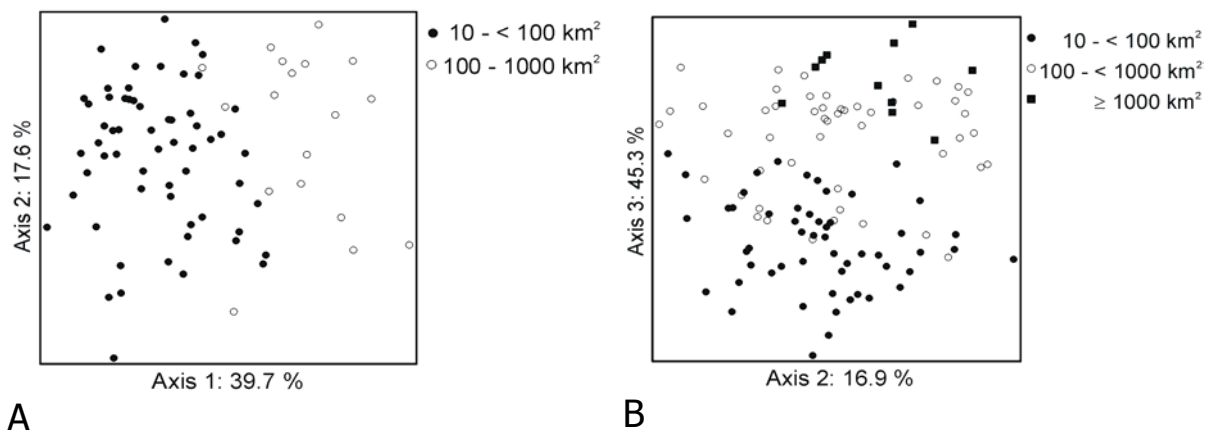 10 - < 100 km²
100 - 1000 km²
Axis 2: 17.6 %
Axis 1: 39.7 %
A
10 - < 100 km²
100 - < 1000 km²
≥ 1000 km²
Axis 3: 45.3 %
Axis 2: 16.9 %
B